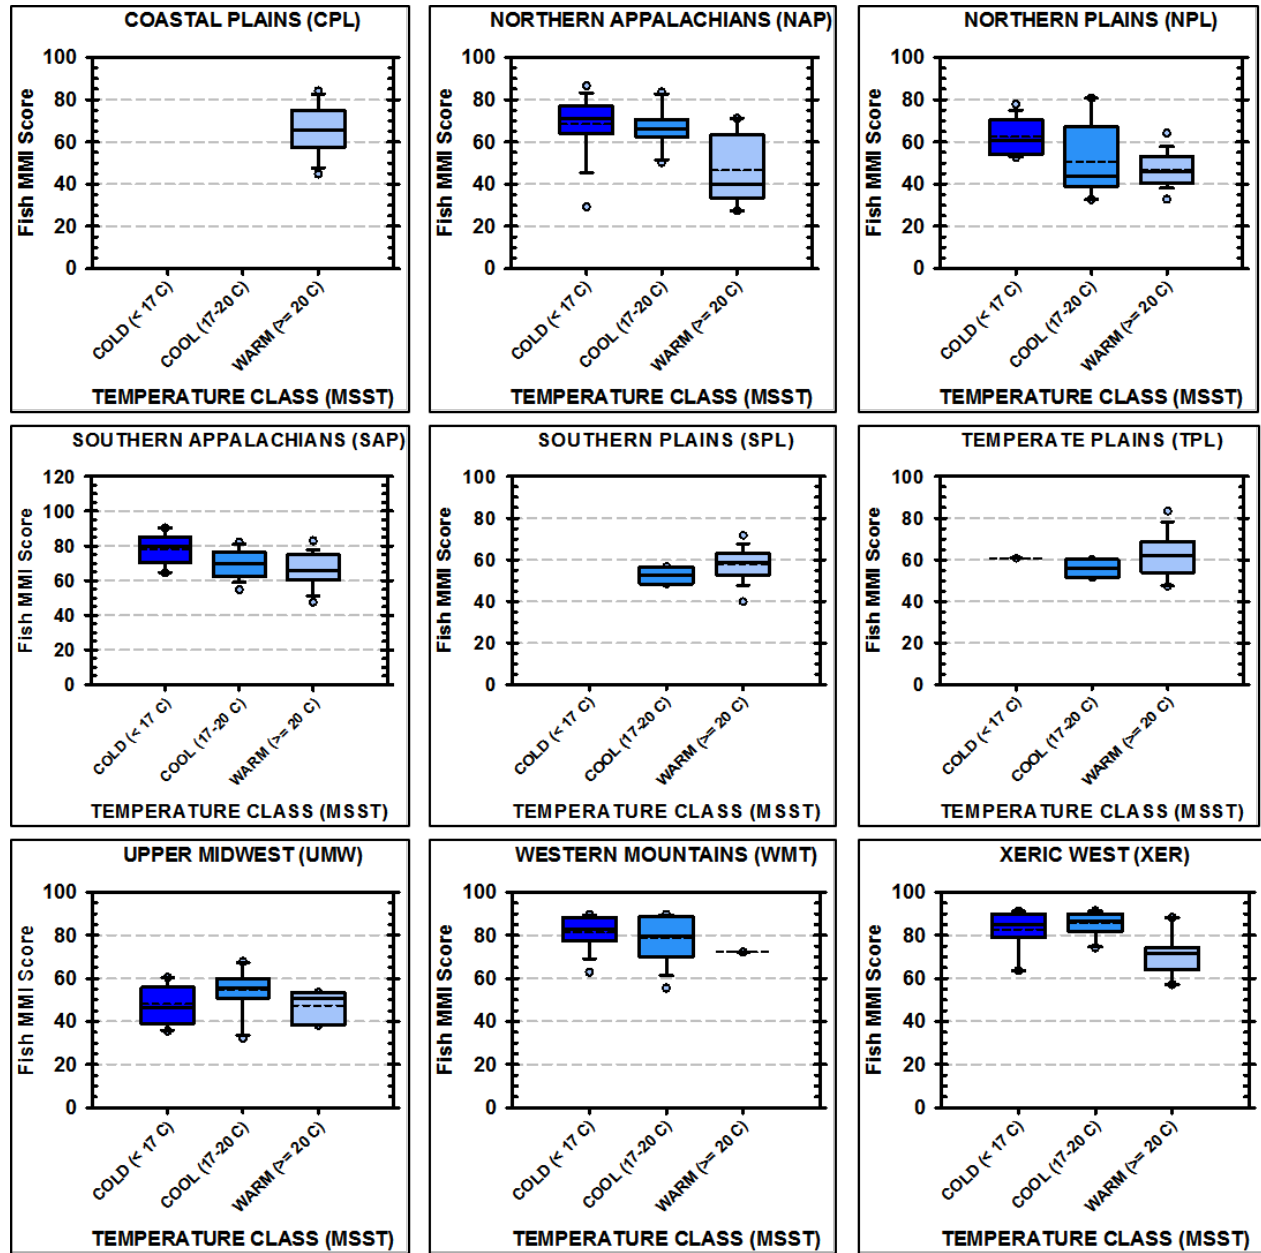 COASTAL PLAINS (CPL)
Fish MMI Score
100
80
60
40
20
0
COLD (< 17 C)
COOL (17-20 C)
WARM (>= 20 C)
TEMPERATURE CLASS (MSST)
NORTHERN APPALACHIANS (NAP)
Fish MMI Score
100
80
60
40
20
0
COLD (< 17 C)
COOL (17-20 C)
WARM (>= 20 C)
TEMPERATURE CLASS (MSST)
NORTHERN PLAINS (NPL)
Fish MMI Score
100
80
60
40
20
0
COLD (< 17 C)
COOL (17-20 C)
WARM (>= 20 C)
TEMPERATURE CLASS (MSST)
SOUTHERN APPALACHIANS (SAP)
Fish MMI Score
120
100
80
60
40
20
0
COLD (< 17 C)
COOL (17-20 C)
WARM (>= 20 C)
TEMPERATURE CLASS (MSST)
SOUTHERN PLAINS (SPL)
Fish MMI Score
100
80
60
40
20
0
COLD (< 17 C)
COOL (17-20 C)
WARM (>= 20 C)
TEMPERATURE CLASS (MSST)
TEMPERATE PLAINS (TPL)
Fish MMI Score
100
80
60
40
20
0
COLD (< 17 C)
COOL (17-20 C)
WARM (>= 20 C)
TEMPERATURE CLASS (MSST)
UPPER MIDWEST (UMW)
Fish MMI Score
100
80
60
40
20
0
COLD (< 17 C)
COOL (17-20 C)
WARM (>= 20 C)
TEMPERATURE CLASS (MSST)
WESTERN MOUNTAINS (WMT)
Fish MMI Score
100
80
60
40
20
0
COLD (< 17 C)
COOL (17-20 C)
WARM (>= 20 C)
TEMPERATURE CLASS (MSST)
XERIC WEST (XER)
Fish MMI Score
100
80
60
40
20
0
COLD (< 17 C)
COOL (17-20 C)
WARM (>= 20 C)
TEMPERATURE CLASS (MSST)